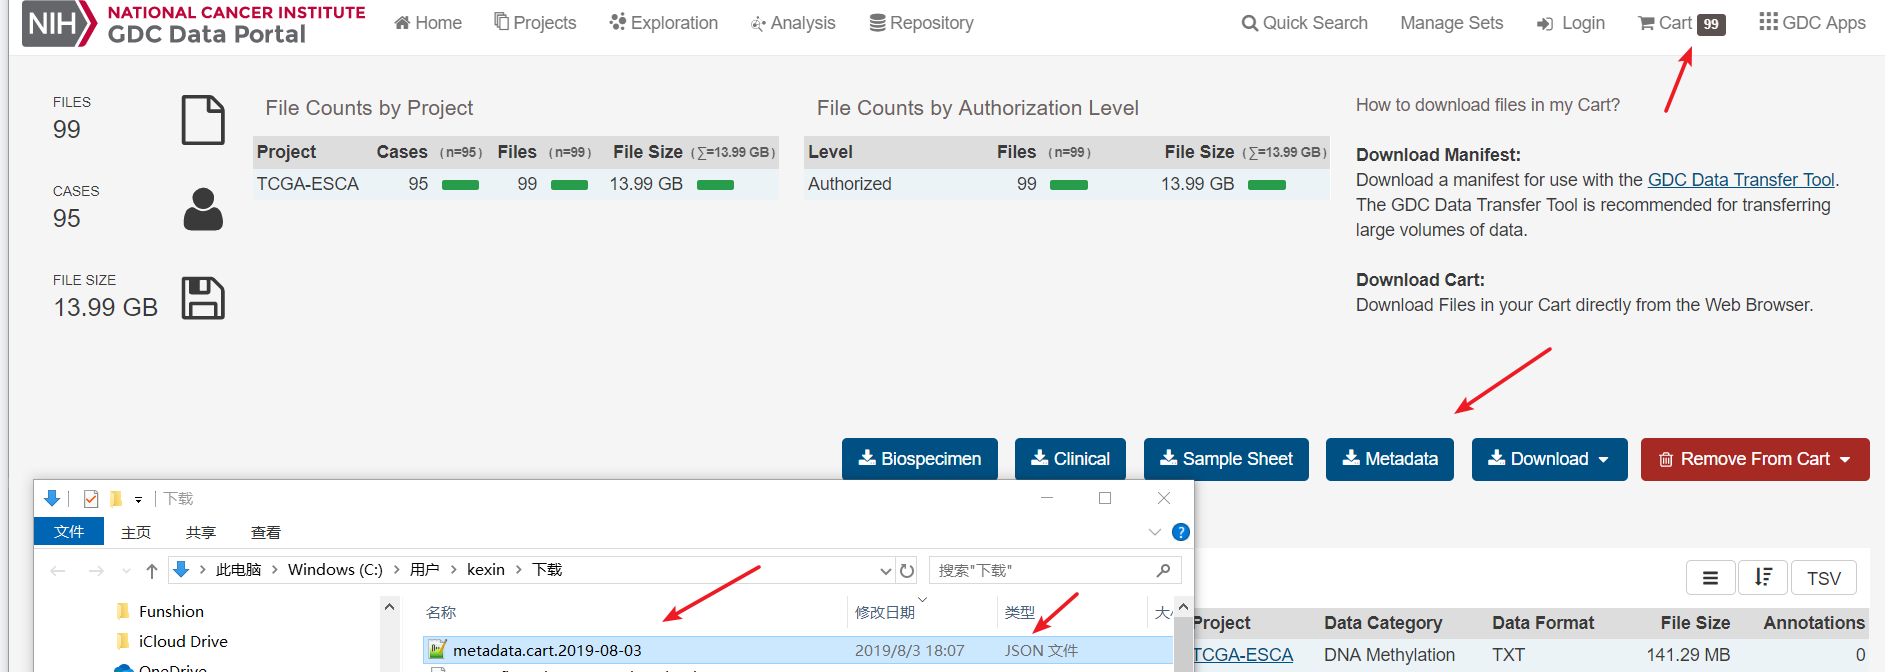 NIH NATIONAL CANCER INSTITUTE
GDC Data Portal
Home Projects Exploration Analysis Repository Quick Search Manage Sets Login Cart 99 GDC Apps
FILES
99
CASES
95
FILE SIZE
13.99 GB
File Counts by Project
Project Cases (n=95) Files (n=99) File Size (∑=13.99 GB)
TCGA-ESCA 95 99 13.99 GB
File Counts by Authorization Level
Level Files (n=99) File Size (∑=13.99 GB)
Authorized 99 13.99 GB
How to download files in my Cart?
Download Manifest:
Download a manifest for use with the GDC Data Transfer Tool.
The GDC Data Transfer Tool is recommended for transferring
large volumes of data.
Download Cart:
Download Files in your Cart directly from the Web Browser.
Biospecimen Clinical Sample Sheet Metadata Download Remove From Cart
下载
文件 主页 共享 查看
此电脑 > Windows (C:) > 用户 > kexin > 下载
搜索"下载"
Funshion
iCloud Drive
OneDrive
名称 修改日期 类型
metadata.cart.2019-08-03 2019/8/3 18:07 JSON 文件
TSV
Project Data Category Data Format File Size Annotations
TCGA-ESCA DNA Methylation TXT 141.29 MB 0